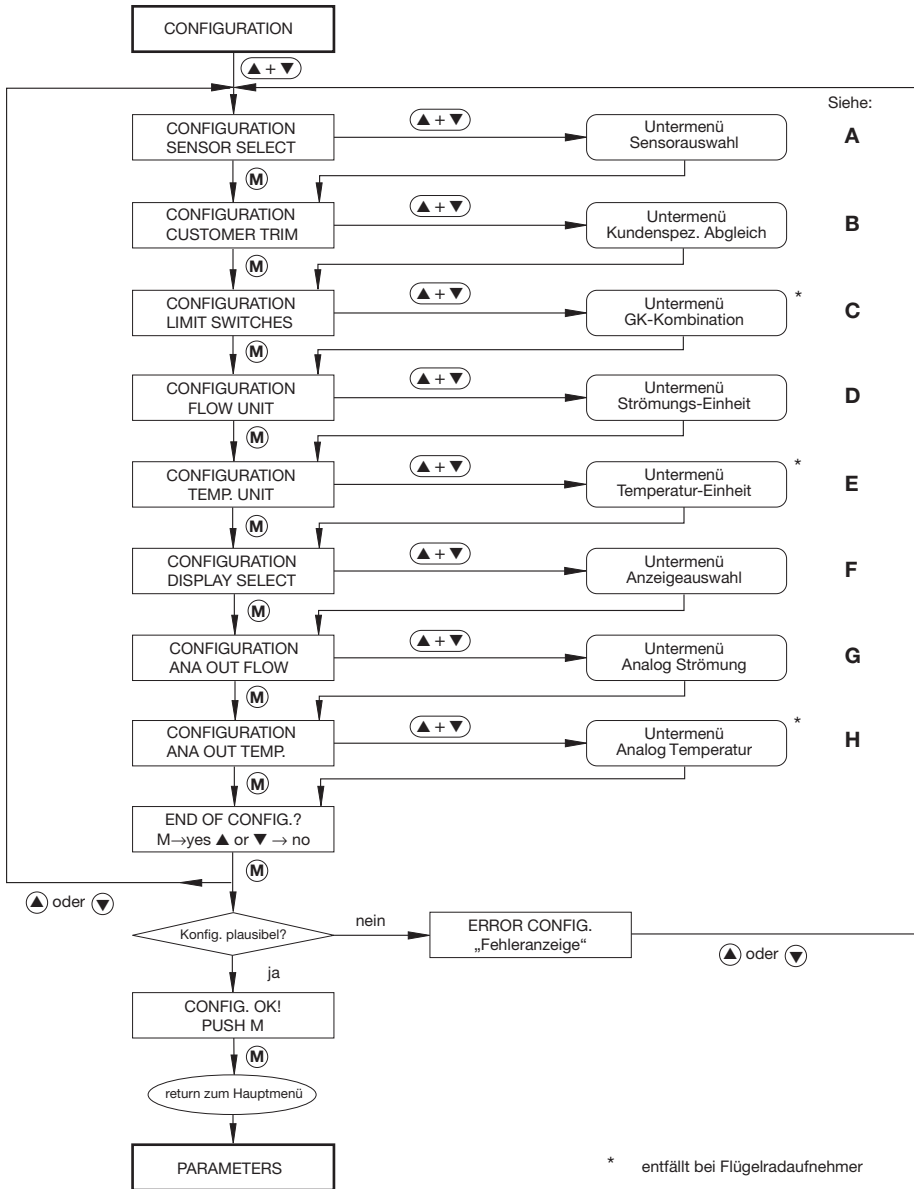 CONFIGURATION
▲ + ▼
Siehe:
CONFIGURATION
SENSOR SELECT
▲ + ▼
Untermenü
Sensorauswahl
A
M
CONFIGURATION
CUSTOMER TRIM
▲ + ▼
Untermenü
Kundenspez. Abgleich
B
M
CONFIGURATION
LIMIT SWITCHES
▲ + ▼
Untermenü
GK-Kombination
*
C
M
CONFIGURATION
FLOW UNIT
▲ + ▼
Untermenü
Strömungs-Einheit
D
M
CONFIGURATION
TEMP. UNIT
▲ + ▼
Untermenü
Temperatur-Einheit
*
E
M
CONFIGURATION
DISPLAY SELECT
▲ + ▼
Untermenü
Anzeigeauswahl
F
M
CONFIGURATION
ANA OUT FLOW
▲ + ▼
Untermenü
Analog Strömung
G
M
CONFIGURATION
ANA OUT TEMP.
▲ + ▼
Untermenü
Analog Temperatur
*
H
M
END OF CONFIG.?
M→yes ▲ or ▼ → no
M
▲ oder ▼
Konfig. plausibel?
nein
ERROR CONFIG.
„Fehleranzeige“
▲ oder ▼
ja
CONFIG. OK!
PUSH M
M
return zum Hauptmenü
PARAMETERS
* entfällt bei Flügelradaufnehmer